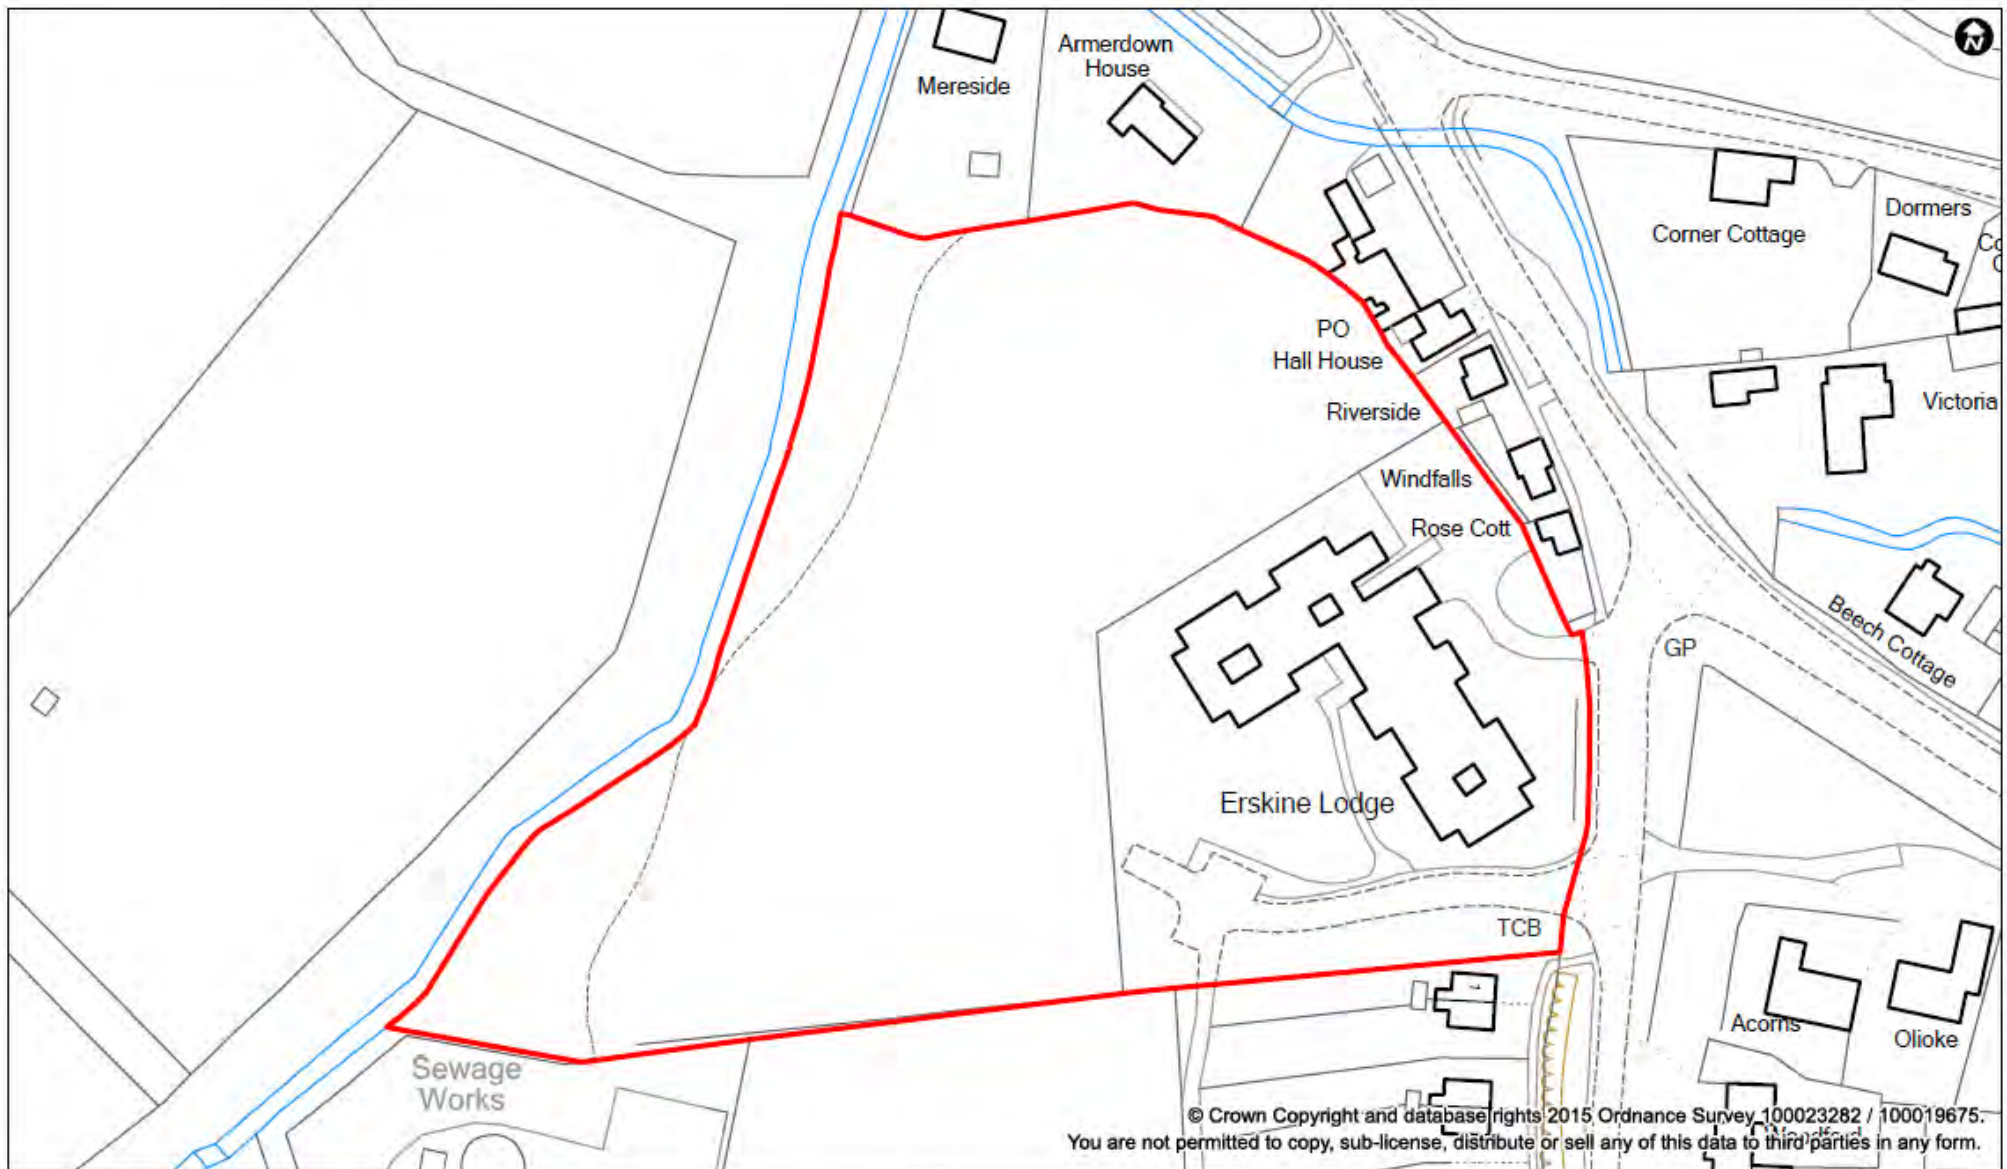 N
Armerdown
House
Mereside
Dormers
Corner Cottage
PO
Hall House
Victoria
Riverside
Windfalls
Rose Cott
Beech Cottage
GP
Erskine Lodge
TCB
1
Acorns
Olioke
Sewage
Works
© Crown Copyright and database rights 2015 Ordnance Survey 100023282 / 100019675.
You are not permitted to copy, sub-license, distribute or sell any of this data to third parties in any form.